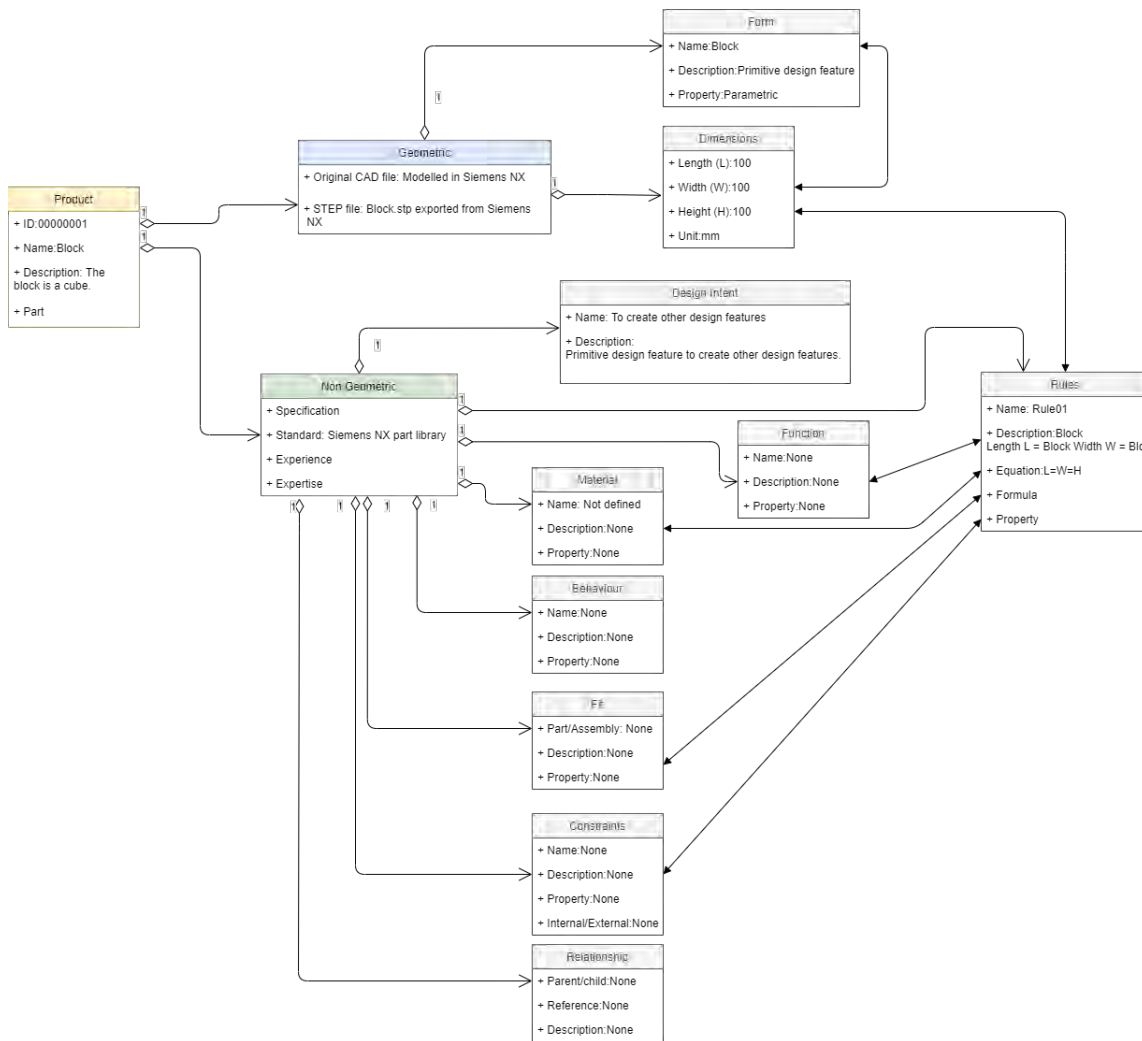 Form
+ Name:Block
+ Description:Primitive design feature
+ Property:Parametric
1
Geometric
+ Original CAD file: Modelled in Siemens NX
+ STEP file: Block.stp exported from Siemens
NX
1
Dimensions
+ Length (L):100
+ Width (W):100
+ Height (H):100
+ Unit:mm
Product
+ ID:00000001
+ Name:Block
+ Description: The
block is a cube.
+ Part
1
1
Design Intent
+ Name: To create other design features
+ Description:
Primitive design feature to create other design features.
1
Non Geometric
+ Specification
+ Standard: Siemens NX part library
+ Experience
+ Expertise
1
1
1
1
1
1
1
Rules
+ Name: Rule01
+ Description:Block
Length L = Block Width W =
+ Equation:L=W=H
+ Formula
+ Property
Function
+ Name:None
+ Description:None
+ Property:None
Material
+ Name: Not defined
+ Description:None
+ Property:None
Behaviour
+ Name:None
+ Description:None
+ Property:None
Fit
+ Part/Assembly: None
+ Description:None
+ Property:None
Constraints
+ Name:None
+ Description:None
+ Property:None
+ Internal/External:None
Relationship
+ Parent/child:None
+ Reference:None
+ Description:None